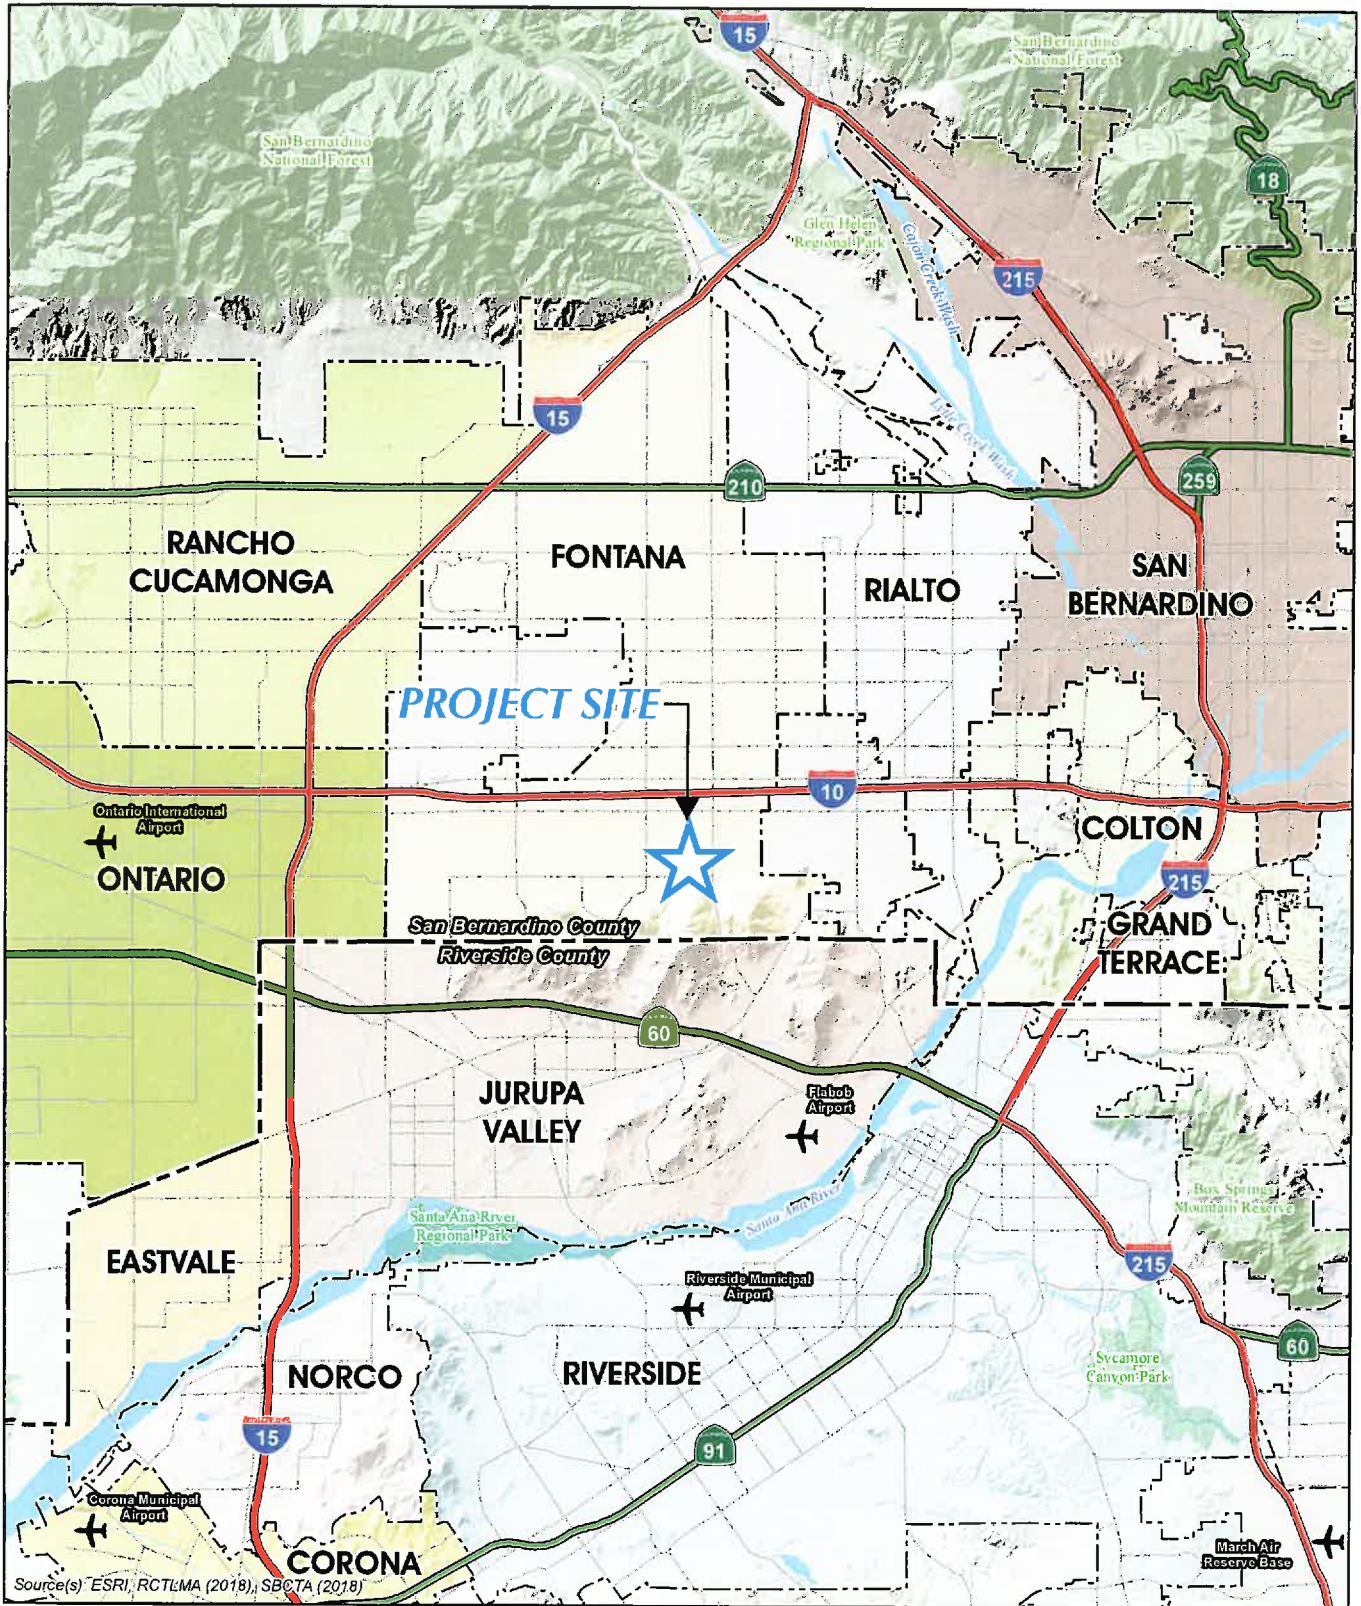 15
San Bernardino
National Forest
San Bernardino
National Forest
18
Glen Helen
Regional Park
Cajon Creek Wash
215
15
Lytle Creek Wash
210
259
RANCHO
CUCAMONGA
FONTANA
RIALTO
SAN
BERNARDINO
PROJECT SITE
10
Ontario International
Airport
ONTARIO
COLTON
215
San Bernardino County
Riverside County
GRAND
TERRACE
60
JURUPA
VALLEY
Flabob
Airport
Santa Ana River
Regional Park
Santa Ana River
Box Springs
Mountain Reserve
EASTVALE
Riverside Municipal
Airport
215
60
NORCO
RIVERSIDE
Sycamore
Canyon Park
15
91
Corona Municipal
Airport
CORONA
March Air
Reserve Base
Source(s): ESRI, RCTLMA (2018), SBCTA (2018)